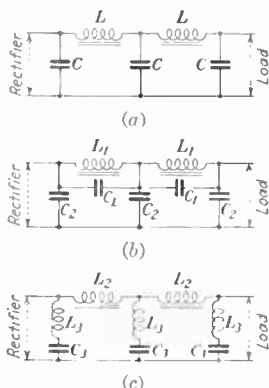 L L
Rectifier C C C Load
(a)
L1 L1
Rectifier C2 C1 C2 C1 C2 Load
(b)
L2 L2
Rectifier L3 L3 L3 Load
C3 C3 C3
(c)